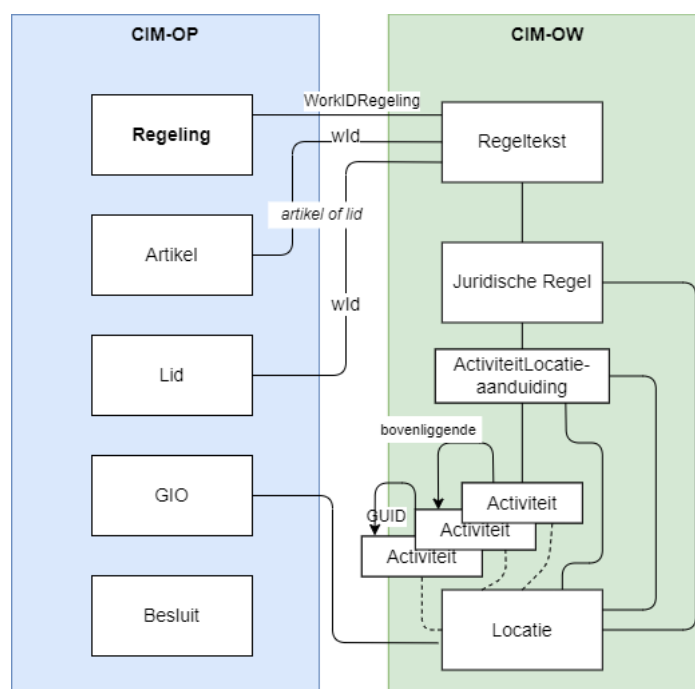 CIM-OP
CIM-OW
WorkIDRegeling
Regeling
wId
Regeltekst
artikel of lid
Artikel
Juridische Regel
wId
Lid
ActiviteitLocatie-
aanduiding
bovenliggende
GIO
Activiteit
GUID
Activiteit
Activiteit
Besluit
Locatie